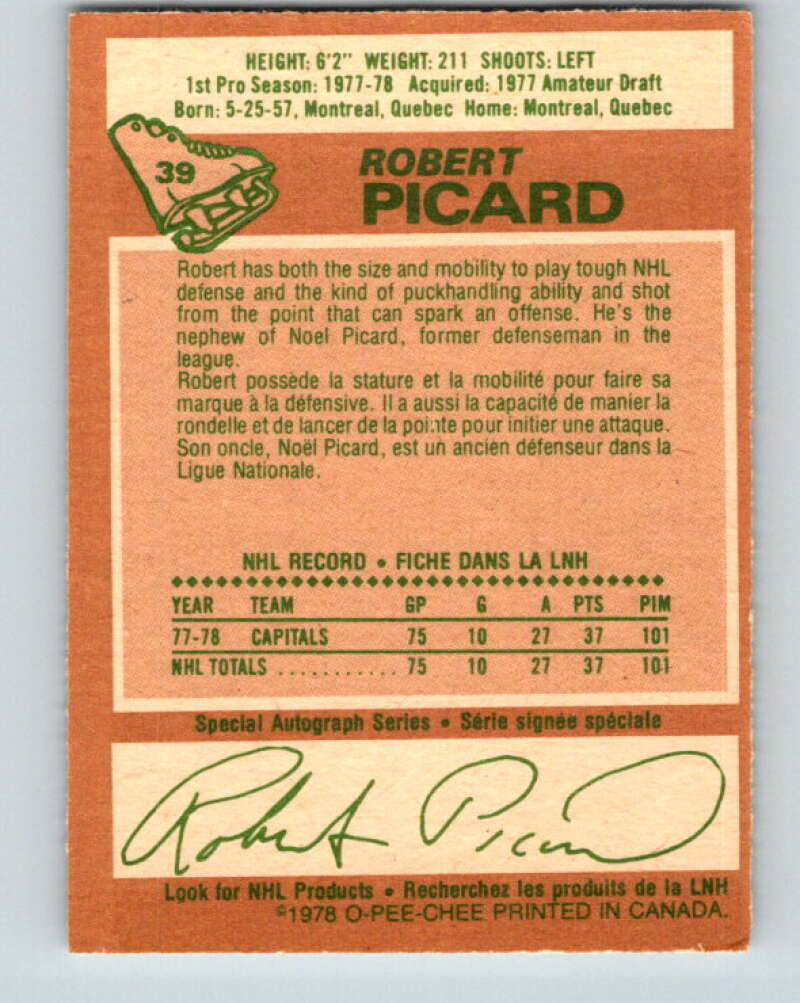 HEIGHT: 6'2" WEIGHT: 211 SHOOTS: LEFT
1st Pro Season: 1977-78 Acquired: 1977 Amateur Draft
Born: 5-25-57, Montreal, Quebec Home: Montreal, Quebec
39
ROBERT
PICARD
Robert has both the size and mobility to play tough NHL
defense and the kind of puckhandling ability and shot
from the point that can spark an offense. He's the
nephew of Noel Picard, former defenseman in the
league.
Robert possède la stature et la mobilité pour faire sa
marque à la défensive. Il a aussi la capacité de manier la
rondelle et de lancer de la pointe pour initier une attaque.
Son oncle, Noël Picard, est un ancien défenseur dans la
Ligue Nationale.
NHL RECORD • FICHE DANS LA LNH
YEAR TEAM GP G A PTS PIM
77-78 CAPITALS 75 10 27 37 101
NHL TOTALS ........... 75 10 27 37 101
Special Autograph Series • Série signée spéciale
Robert Picard
Look for NHL Products • Recherchez les produits de la LNH
©1978 O-PEE-CHEE PRINTED IN CANADA.